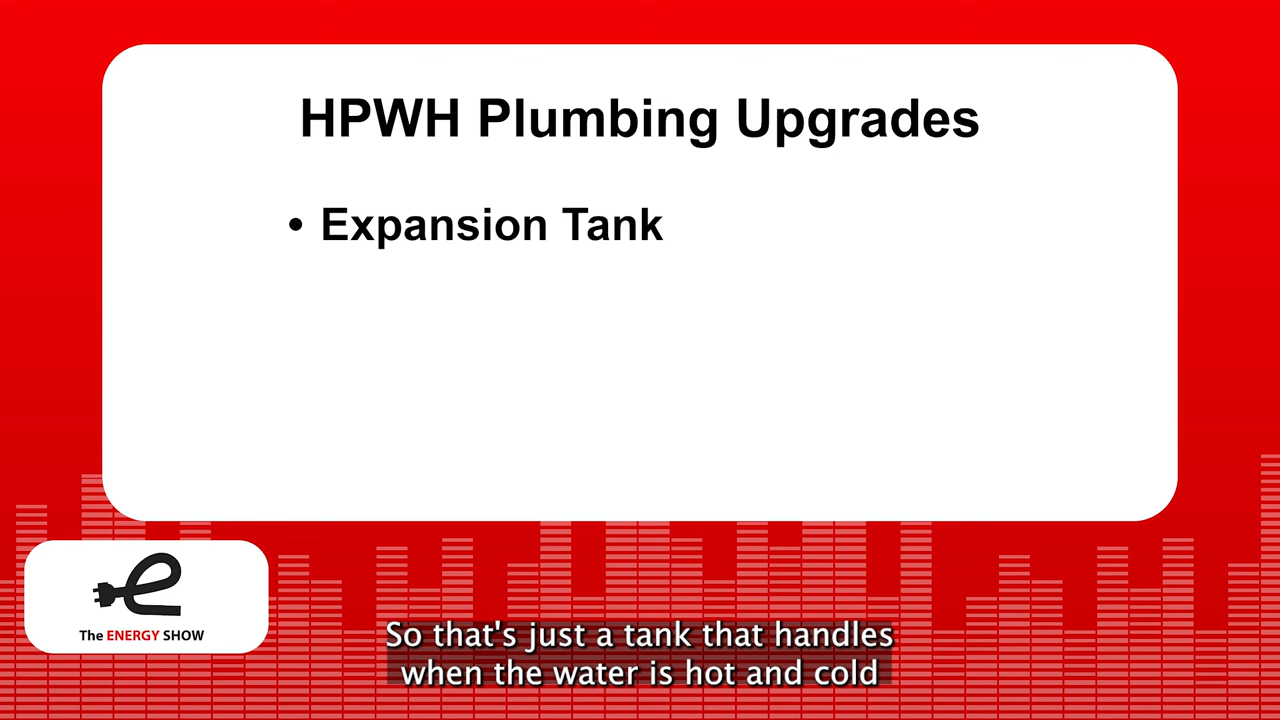 HPWH Plumbing Upgrades
• Expansion Tank
The ENERGY SHOW
So that's just a tank that handles
when the water is hot and cold